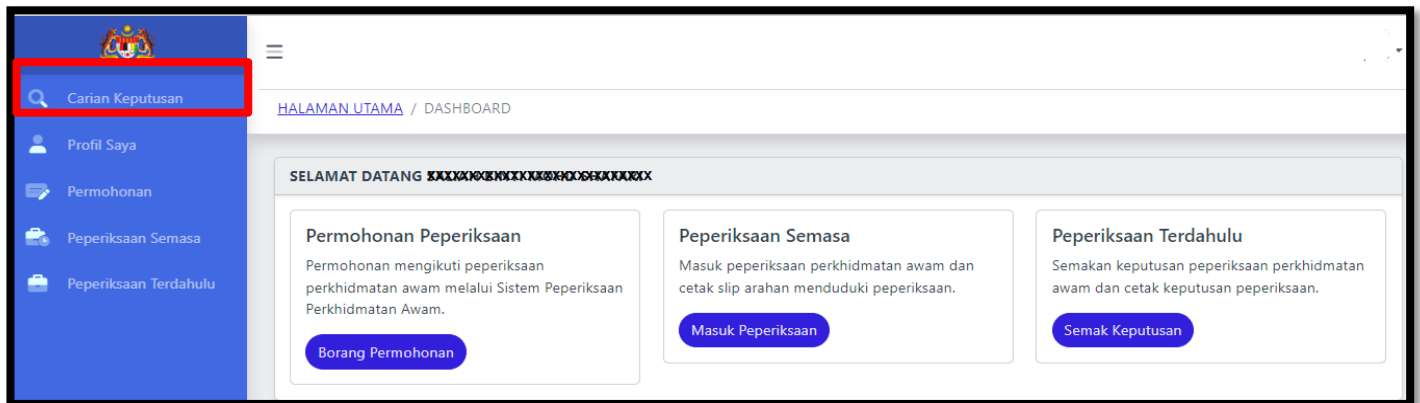 Carian Keputusan
Profil Saya
Permohonan
Peperiksaan Semasa
Peperiksaan Terdahulu
HALAMAN UTAMA / DASHBOARD
SELAMAT DATANG
Permohonan Peperiksaan
Permohonan mengikuti peperiksaan
perkhidmatan awam melalui Sistem Peperiksaan
Perkhidmatan Awam.
Borang Permohonan
Peperiksaan Semasa
Masuk peperiksaan perkhidmatan awam dan
cetak slip arahan menduduki peperiksaan.
Masuk Peperiksaan
Peperiksaan Terdahulu
Semakan keputusan peperiksaan perkhidmatan
awam dan cetak keputusan peperiksaan.
Semak Keputusan